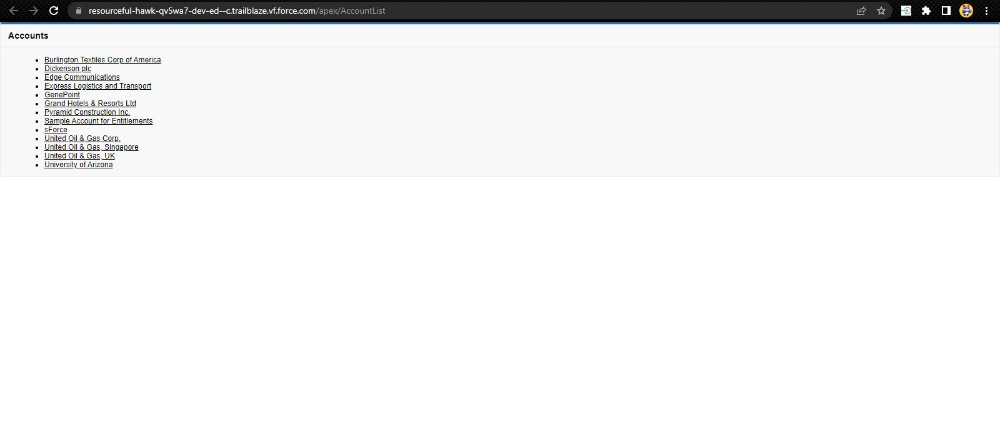 resourceful-hawk-qv5wa7-dev-ed--c.trailblaze.vf.force.com/apex/AccountList
Accounts
Burlington Textiles Corp of America
Dickenson plc
Edge Communications
Express Logistics and Transport
GenePoint
Grand Hotels & Resorts Ltd
Pyramid Construction Inc.
Sample Account for Entitlements
sForce
United Oil & Gas Corp.
United Oil & Gas, Singapore
United Oil & Gas, UK
University of Arizona